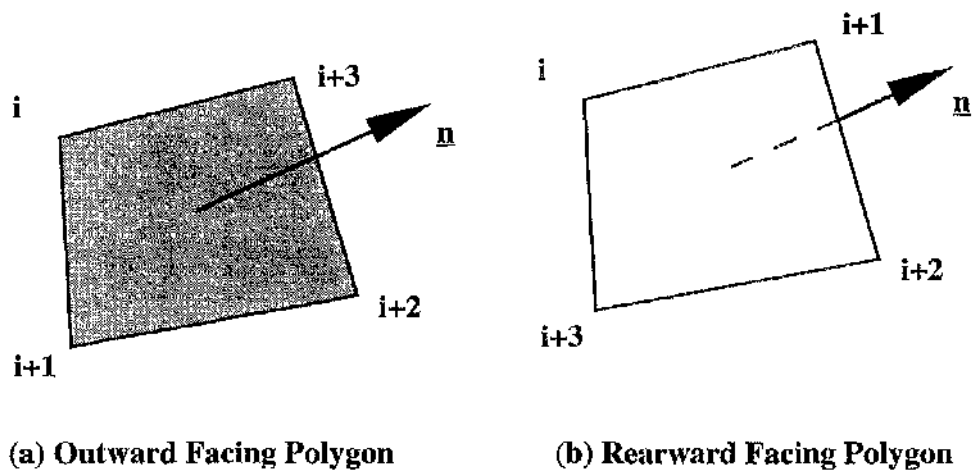 i+1
i+3
i
i
n
n
i+2
i+2
i+3
i+1
(a) Outward Facing Polygon
(b) Rearward Facing Polygon